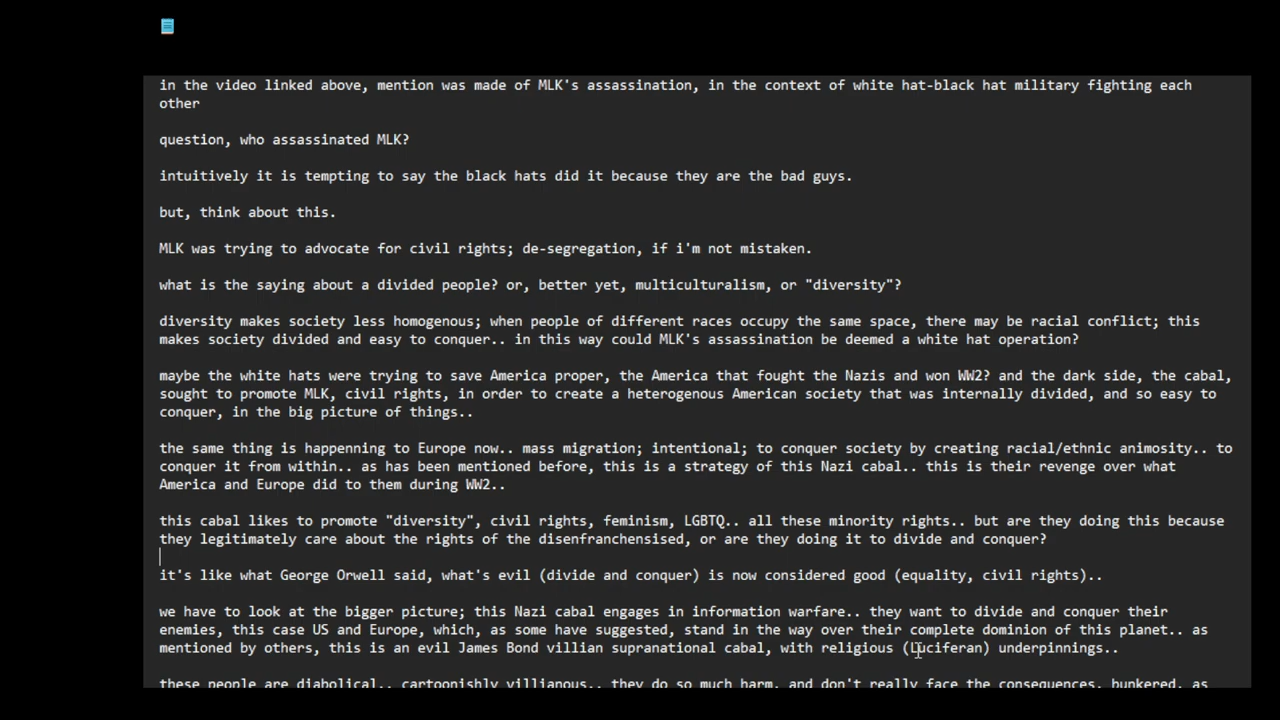 in the video linked above, mention was made of MLK's assassination, in the context of white hat-black hat military fighting each
other
question, who assassinated MLK?
intuitively it is tempting to say the black hats did it because they are the bad guys.
but, think about this.
MLK was trying to advocate for civil rights; de-segregation, if i'm not mistaken.
what is the saying about a divided people? or, better yet, multiculturalism, or "diversity"?
diversity makes society less homogenous; when people of different races occupy the same space, there may be racial conflict; this
makes society divided and easy to conquer.. in this way could MLK's assassination be deemed a white hat operation?
maybe the white hats were trying to save America proper, the America that fought the Nazis and won WW2? and the dark side, the cabal,
sought to promote MLK, civil rights, in order to create a heterogenous American society that was internally divided, and so easy to
conquer, in the big picture of things..
the same thing is happenning to Europe now.. mass migration; intentional; to conquer society by creating racial/ethnic animosity.. to
conquer it from within.. as has been mentioned before, this is a strategy of this Nazi cabal.. this is their revenge over what
America and Europe did to them during WW2..
this cabal likes to promote "diversity", civil rights, feminism, LGBTQ.. all these minority rights.. but are they doing this because
they legitimately care about the rights of the disenfranchensised, or are they doing it to divide and conquer?
it's like what George Orwell said, what's evil (divide and conquer) is now considered good (equality, civil rights)..
we have to look at the bigger picture; this Nazi cabal engages in information warfare.. they want to divide and conquer their
enemies, this case US and Europe, which, as some have suggested, stand in the way over their complete dominion of this planet.. as
mentioned by others, this is an evil James Bond villian supranational cabal, with religious (Luciferan) underpinnings..
these people are diabolical.. cartoonishly villianous.. they do so much harm, and don't really face the consequences, bunkered, as